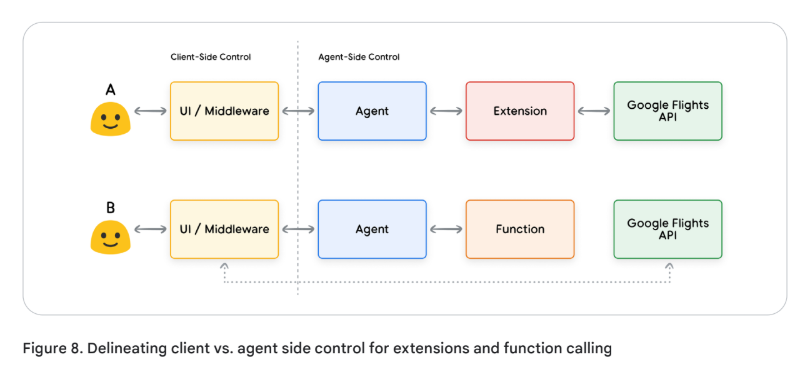 Client-Side Control
Agent-Side Control
A
UI / Middleware
Agent
Extension
Google Flights
API
B
UI / Middleware
Agent
Function
Google Flights
API
Figure 8. Delineating client vs. agent side control for extensions and function calling